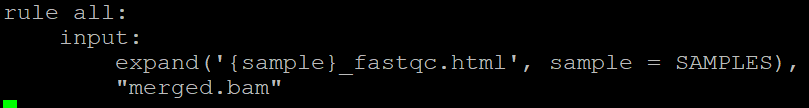 rule all:
    input:
        expand('{sample}_fastqc.html', sample = SAMPLES),
        "merged.bam"